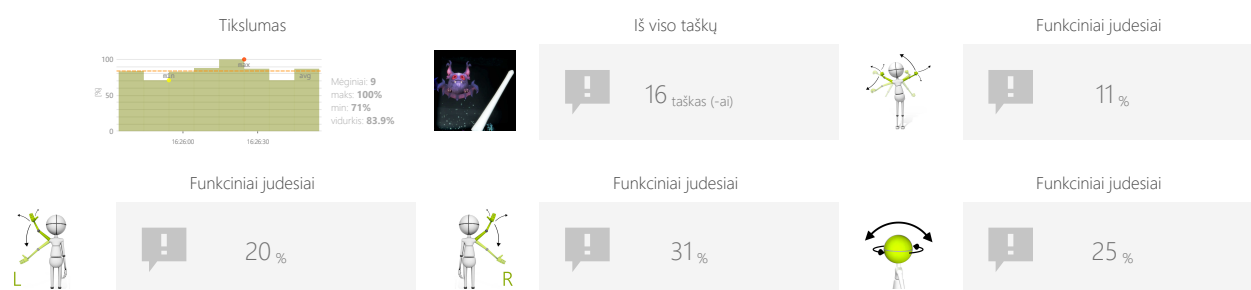 Tikslumas
Iš viso taškų
Funkciniai judesiai
100
50
0
[%]
min
max
avg
16:26:00
16:26:30
Mėginiai: 9
maks: 100%
min: 71%
vidurkis: 83.9%
16 taškas (-ai)
11 %
Funkciniai judesiai
Funkciniai judesiai
Funkciniai judesiai
L
20 %
R
31 %
25 %